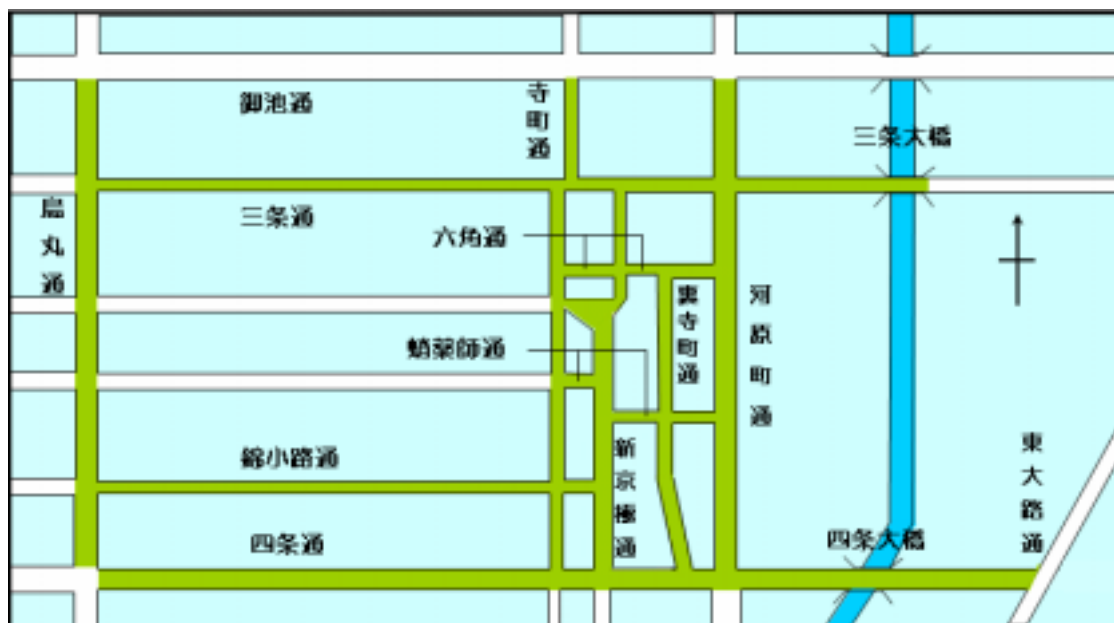 御池通
寺町通
三条大橋
烏丸通
三条通
六角通
裏寺町通
河原町通
蛸薬師通
錦小路通
新京極通
東大路通
四条通
四条大橋